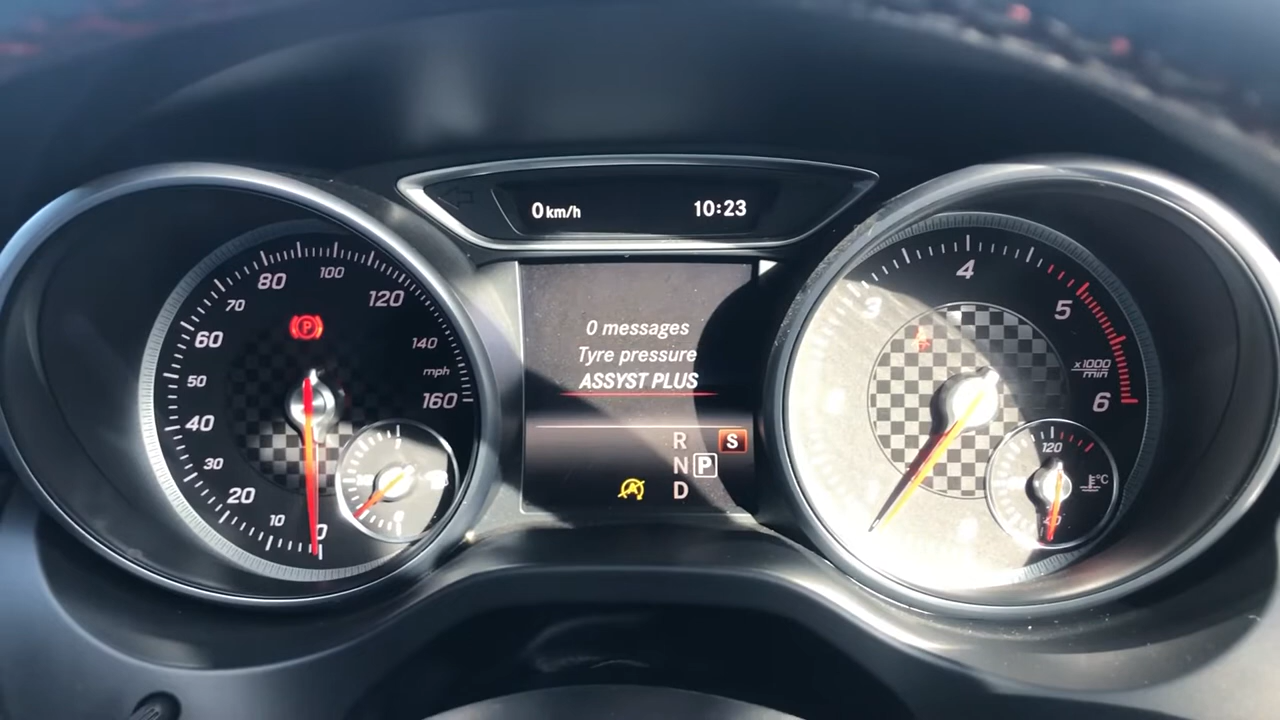 0 km/h 10:23
0 messages
Tyre pressure
ASSYST PLUS
R S
N P
D
0
10
20
30
40
50
60
70
80
100
120
140
mph
160
P
3
4
5
x1000
min
6
120
°C
40